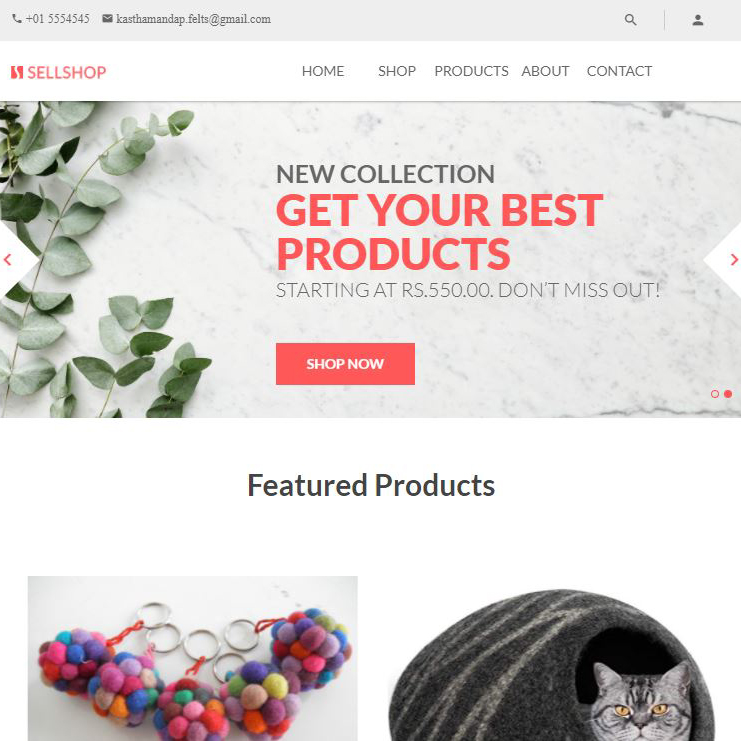 +01 5554545 kasthamandap.felts@gmail.com
SELLSHOP
HOME SHOP PRODUCTS ABOUT CONTACT
NEW COLLECTION
GET YOUR BEST
PRODUCTS
STARTING AT RS.550.00. DON'T MISS OUT!
SHOP NOW
Featured Products